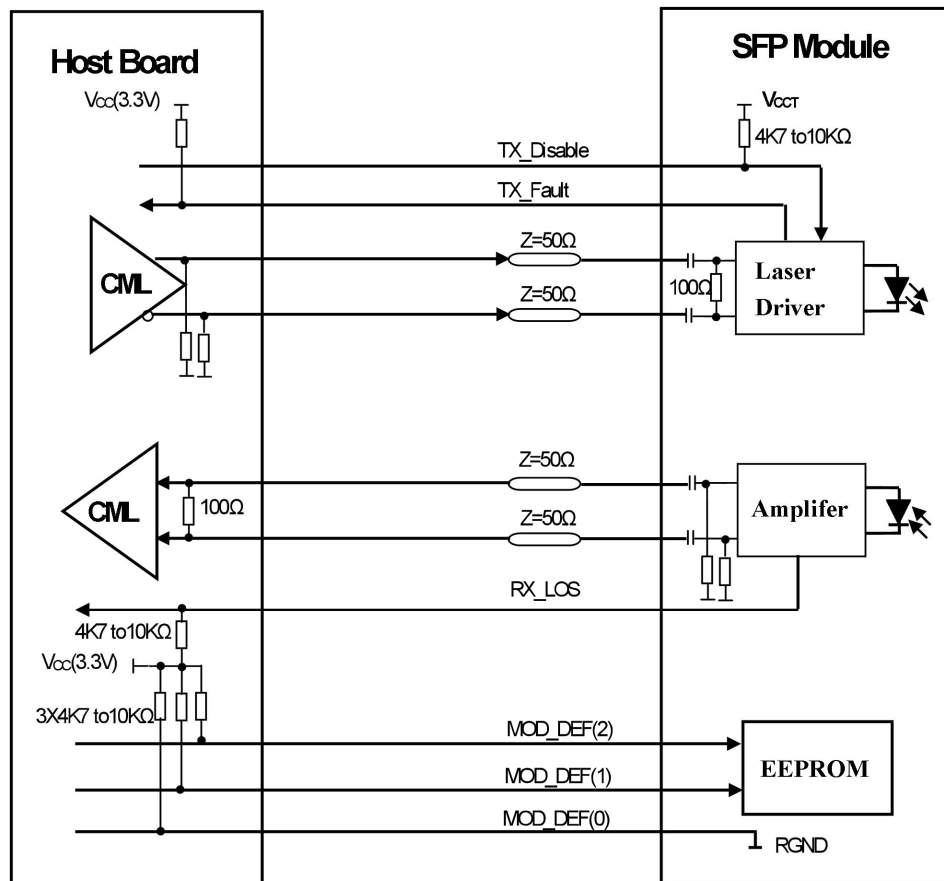 Host Board
SFP Module
VCC(3.3V)
VCCT
4K7 to10KΩ
TX_Disable
TX_Fault
Z=50Ω
CML
100Ω
Laser
Driver
Z=50Ω
Z=50Ω
CML
100Ω
Amplifer
Z=50Ω
RX_LOS
4K7 to10KΩ
VCC(3.3V)
3X4K7 to10KΩ
MOD_DEF(2)
EEPROM
MOD_DEF(1)
MOD_DEF(0)
RGND